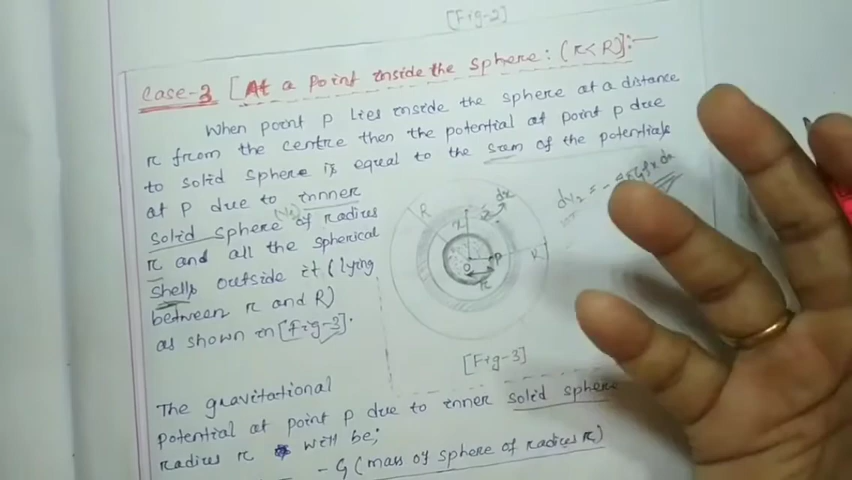 [Fig-2]
Case-3 [At a point inside the sphere: (r<R)]:-
When point P lies inside the sphere at a distance
r from the centre then the potential at point P due
to solid sphere is equal to the sum of the potentials
at P due to innner
solid sphere of radius
r and all the spherical
shells outside it (lying
between r and R)
as shown in [Fig-3].
R
x
dx
O
P
r
R
dV₂ = -
[Fig-3]
The gravitational
potential at point P due to inner solid sphere
radius r will be;
- G (mass of sphere of radius r)